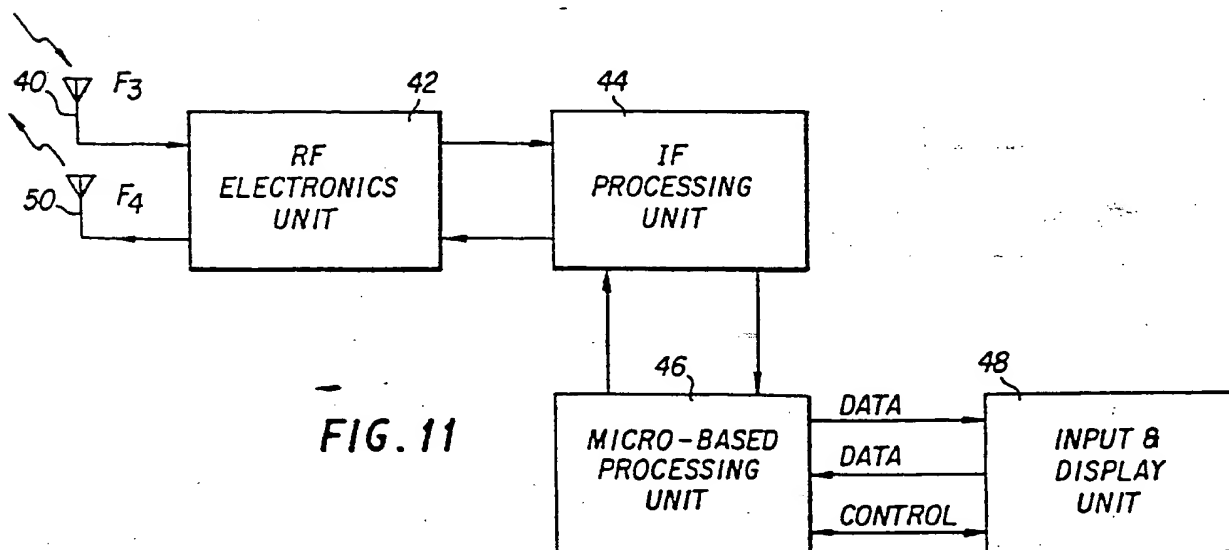 40
F3
50
F4
42
RF
ELECTRONICS
UNIT
44
IF
PROCESSING
UNIT
FIG. 11
46
MICRO-BASED
PROCESSING
UNIT
DATA
DATA
CONTROL
48
INPUT &
DISPLAY
UNIT